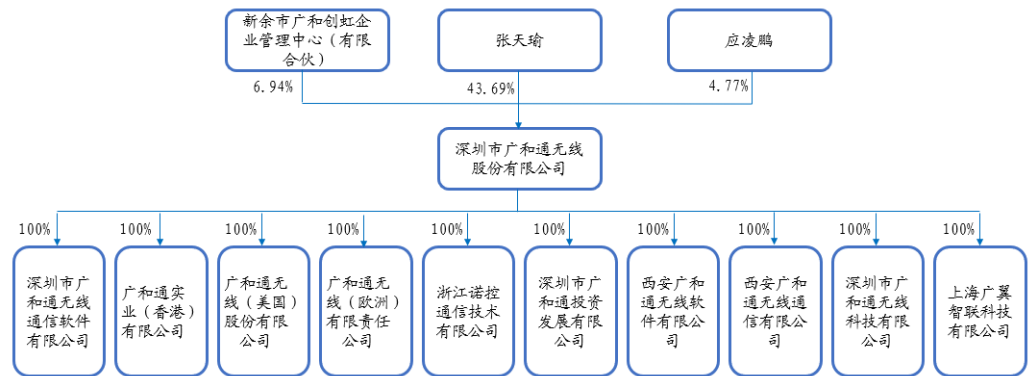 新余市广和创虹企
业管理中心（有限
合伙）
张天瑜
应凌鹏
6.94%
43.69%
4.77%
深圳市广和通无线
股份有限公司
100%
100%
100%
100%
100%
100%
100%
100%
100%
100%
深圳市广
和通无线
通信软件
有限公司
广和通实
业（香港）
有限公司
广和通无
线（美国）
股份有限
公司
广和通无
线（欧洲）
有限责任
公司
浙江诺控
通信技术
有限公司
深圳市广
和通投资
发展有限
公司
西安广和
通无线软
件有限公
司
西安广和
通无线通
信有限公
司
深圳市广
和通无线
科技有限
公司
上海广翼
智联科技
有限公司